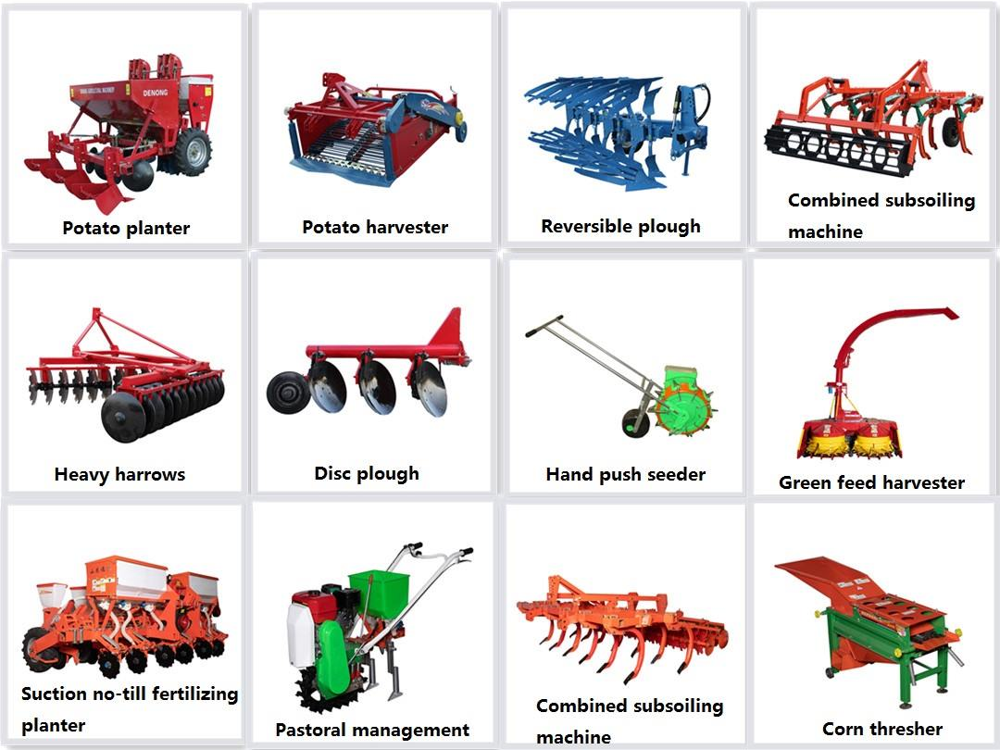 DENONG
Potato planter
Potato harvester
Reversible plough
Combined subsoiling
machine
Heavy harrows
Disc plough
Hand push seeder
Green feed harvester
Suction no-till fertilizing
planter
Pastoral management
Combined subsoiling
machine
Corn thresher